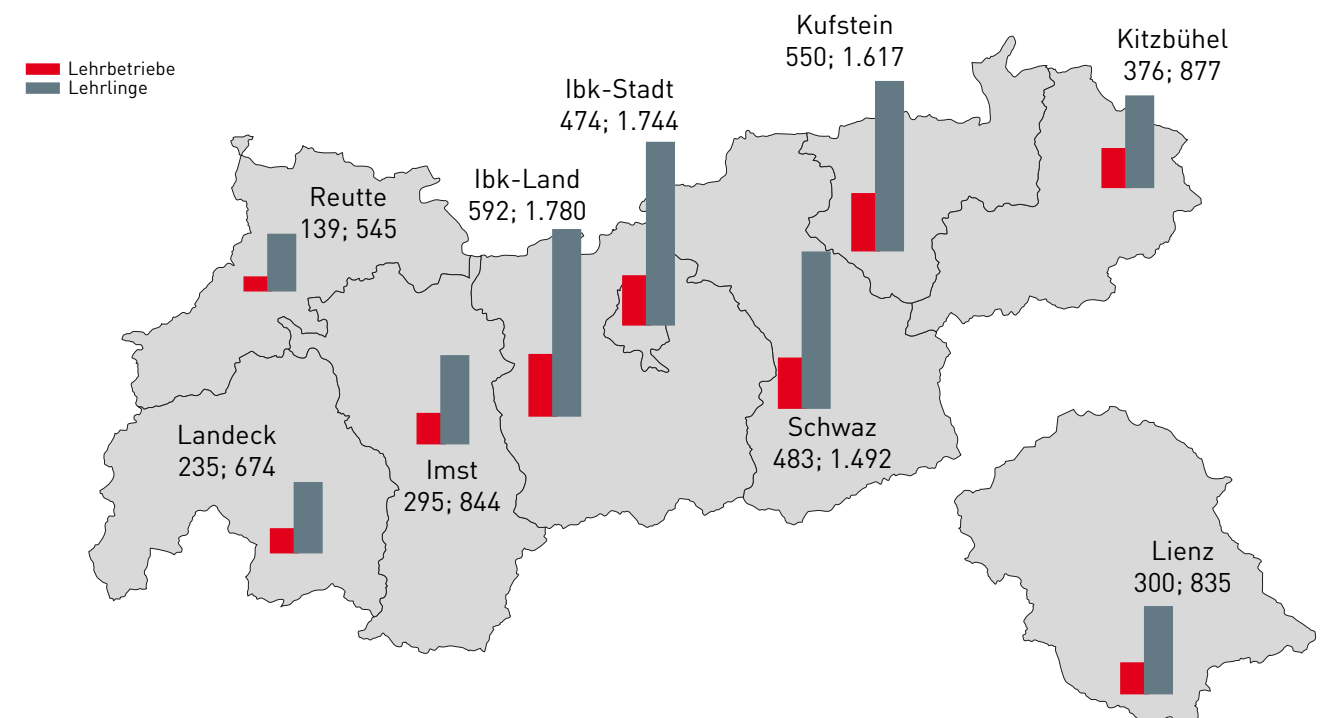 Lehrbetriebe
Lehrlinge
Kufstein
550; 1.617
Kitzbühel
376; 877
Ibk-Stadt
474; 1.744
Ibk-Land
592; 1.780
Reutte
139; 545
Landeck
235; 674
Imst
295; 844
Schwaz
483; 1.492
Lienz
300; 835